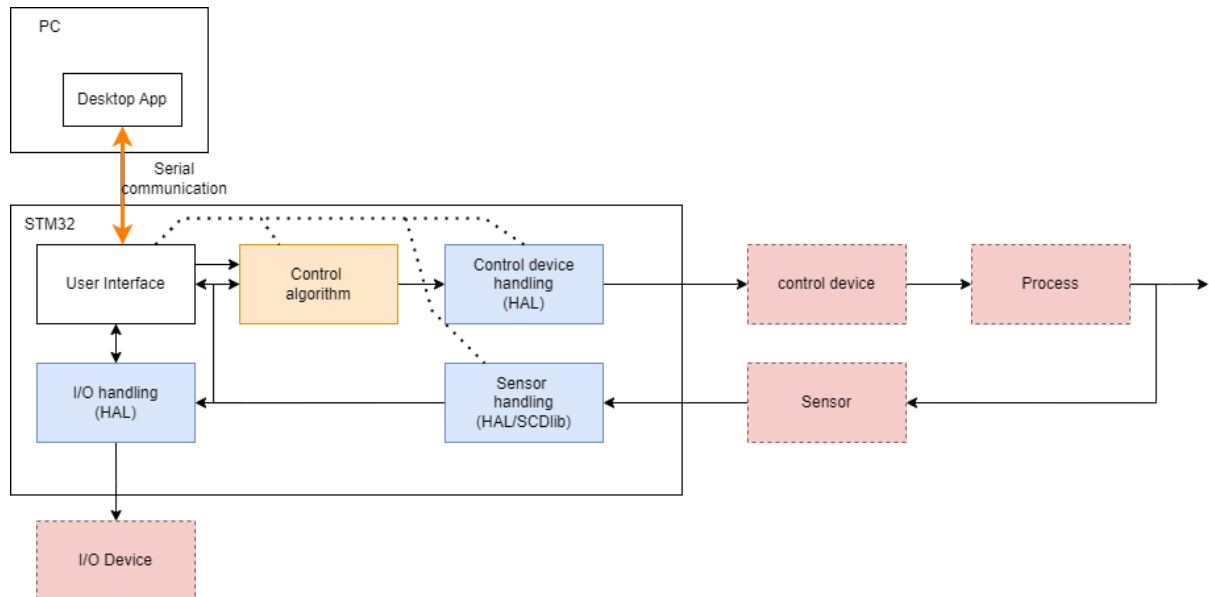 PC
Desktop App
Serial
communication
STM32
User Interface
Control
algorithm
Control device
handling
(HAL)
control device
Process
I/O handling
(HAL)
Sensor
handling
(HAL/SCDlib)
Sensor
I/O Device